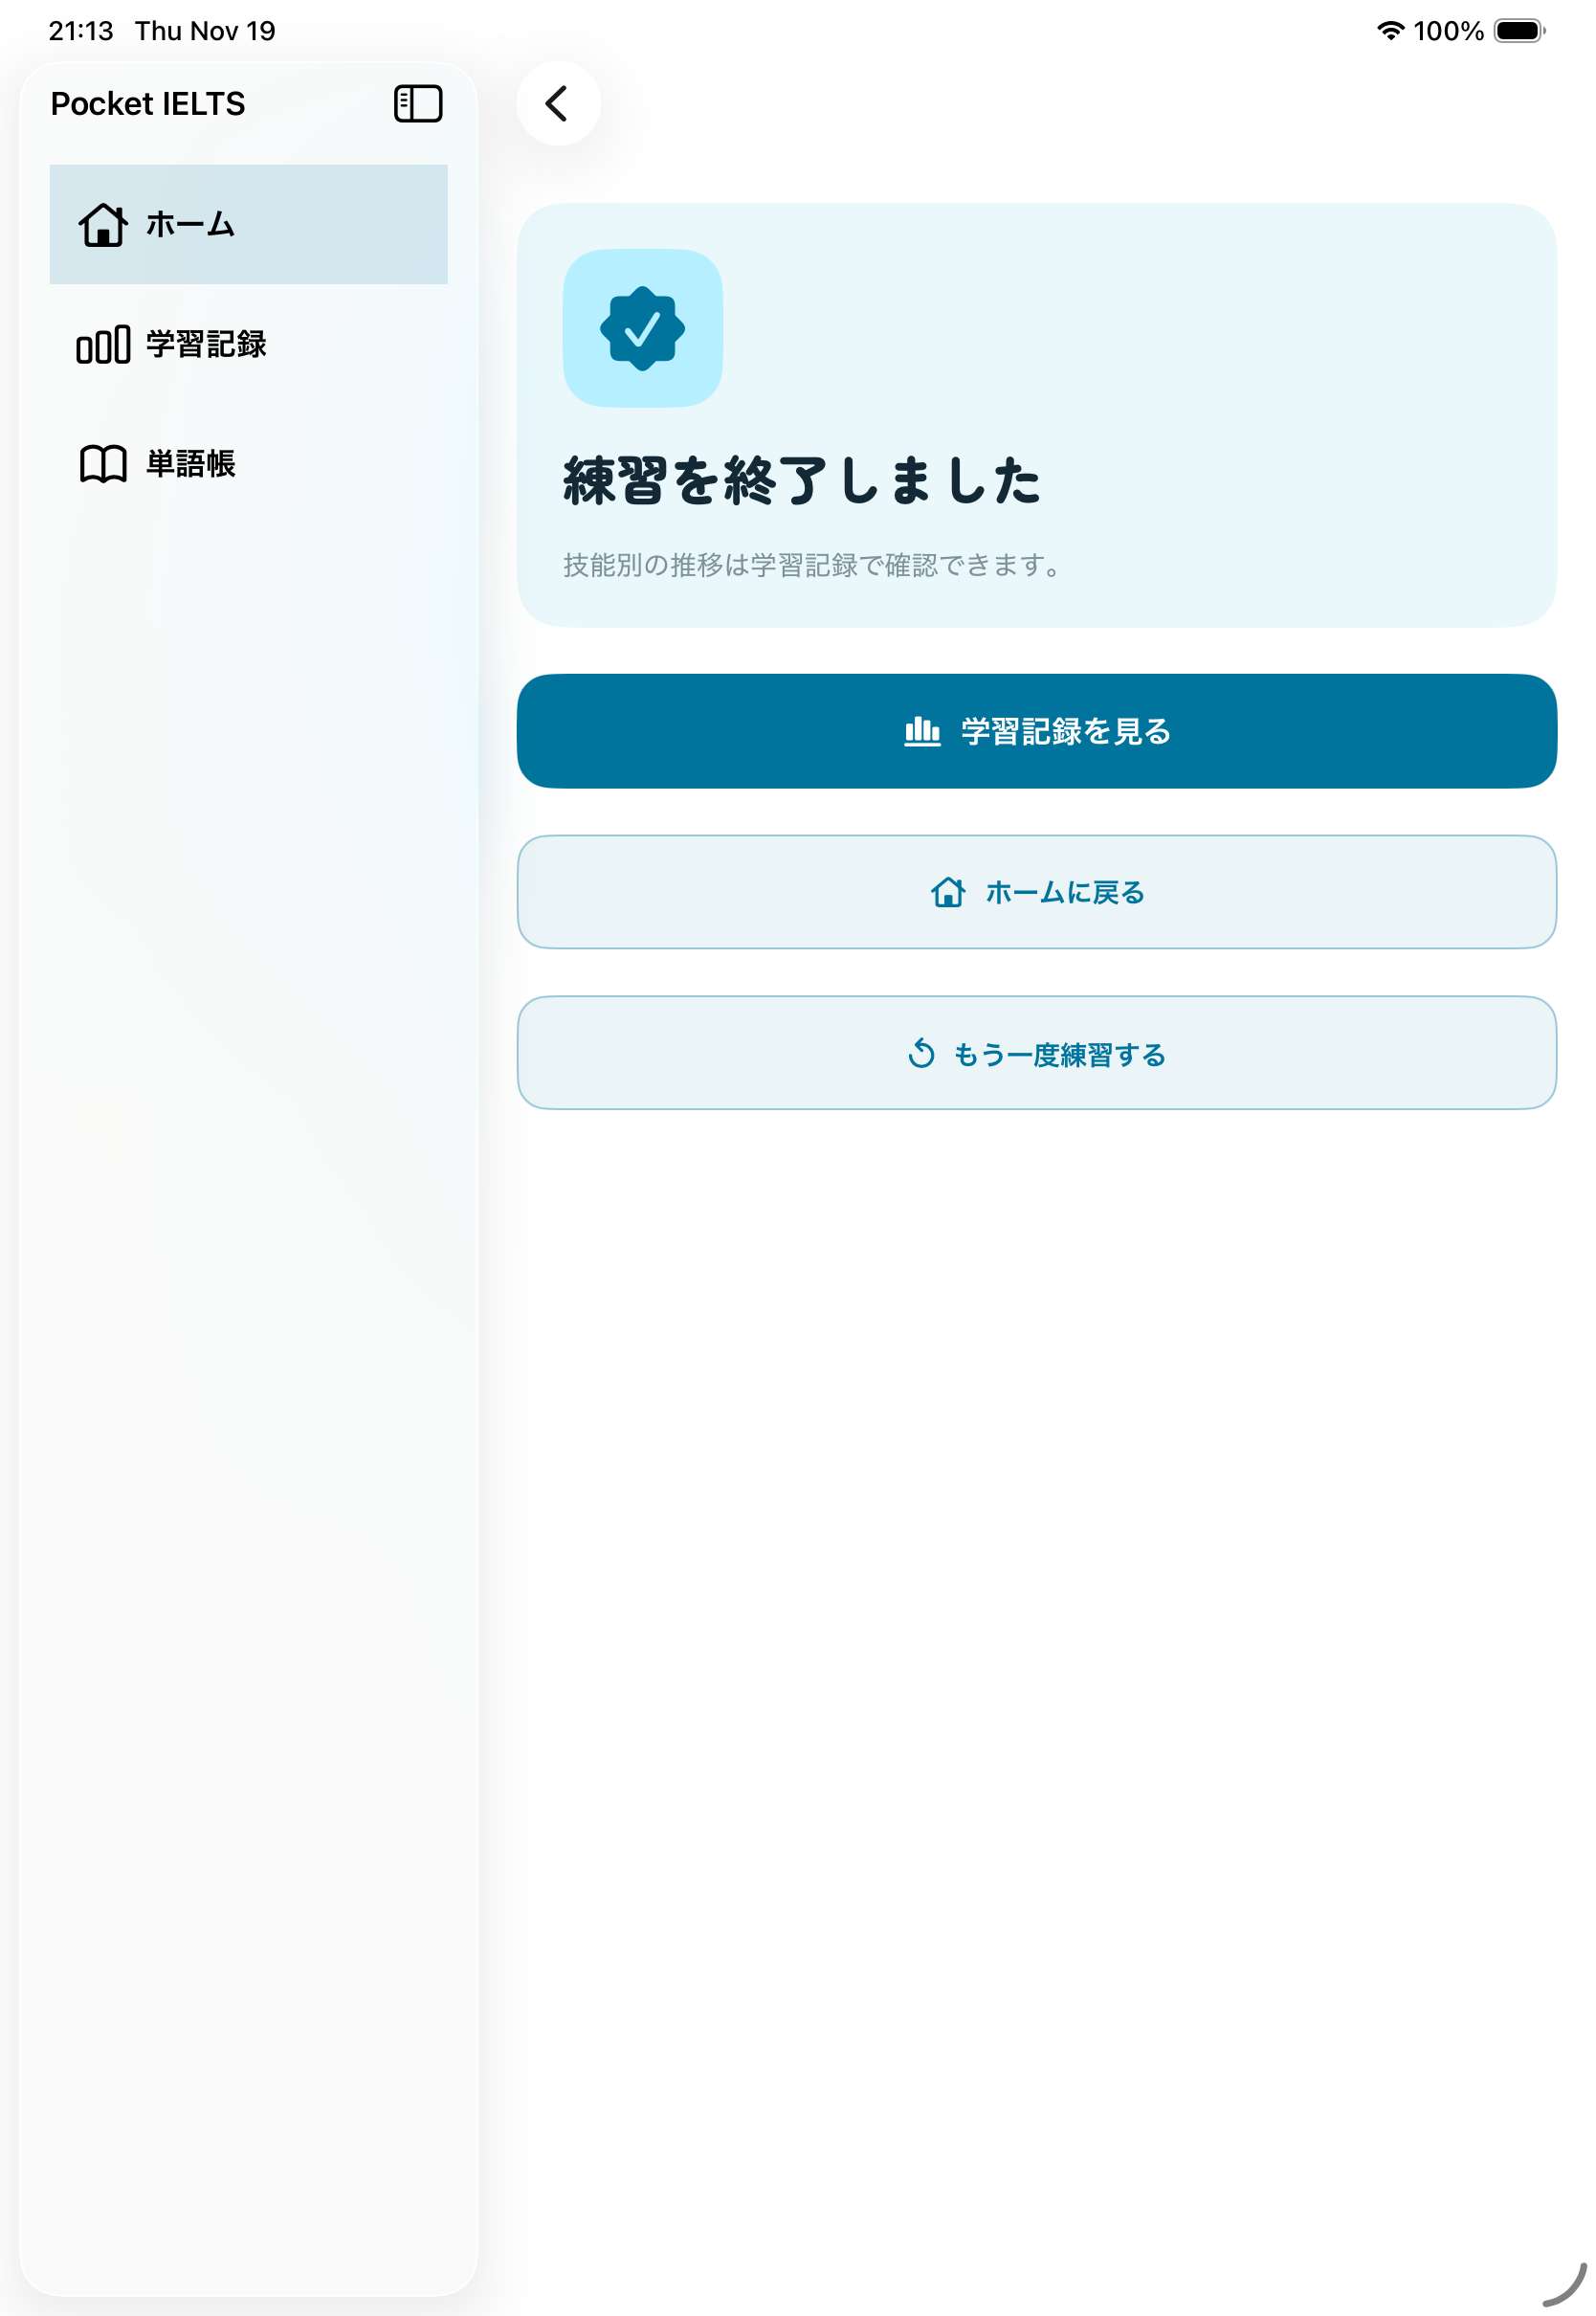 21:13 Thu Nov 19
100%
Pocket IELTS
ホーム
学習記録
単語帳
練習を終了しました
技能別の推移は学習記録で確認できます。
学習記録を見る
ホームに戻る
もう一度練習する